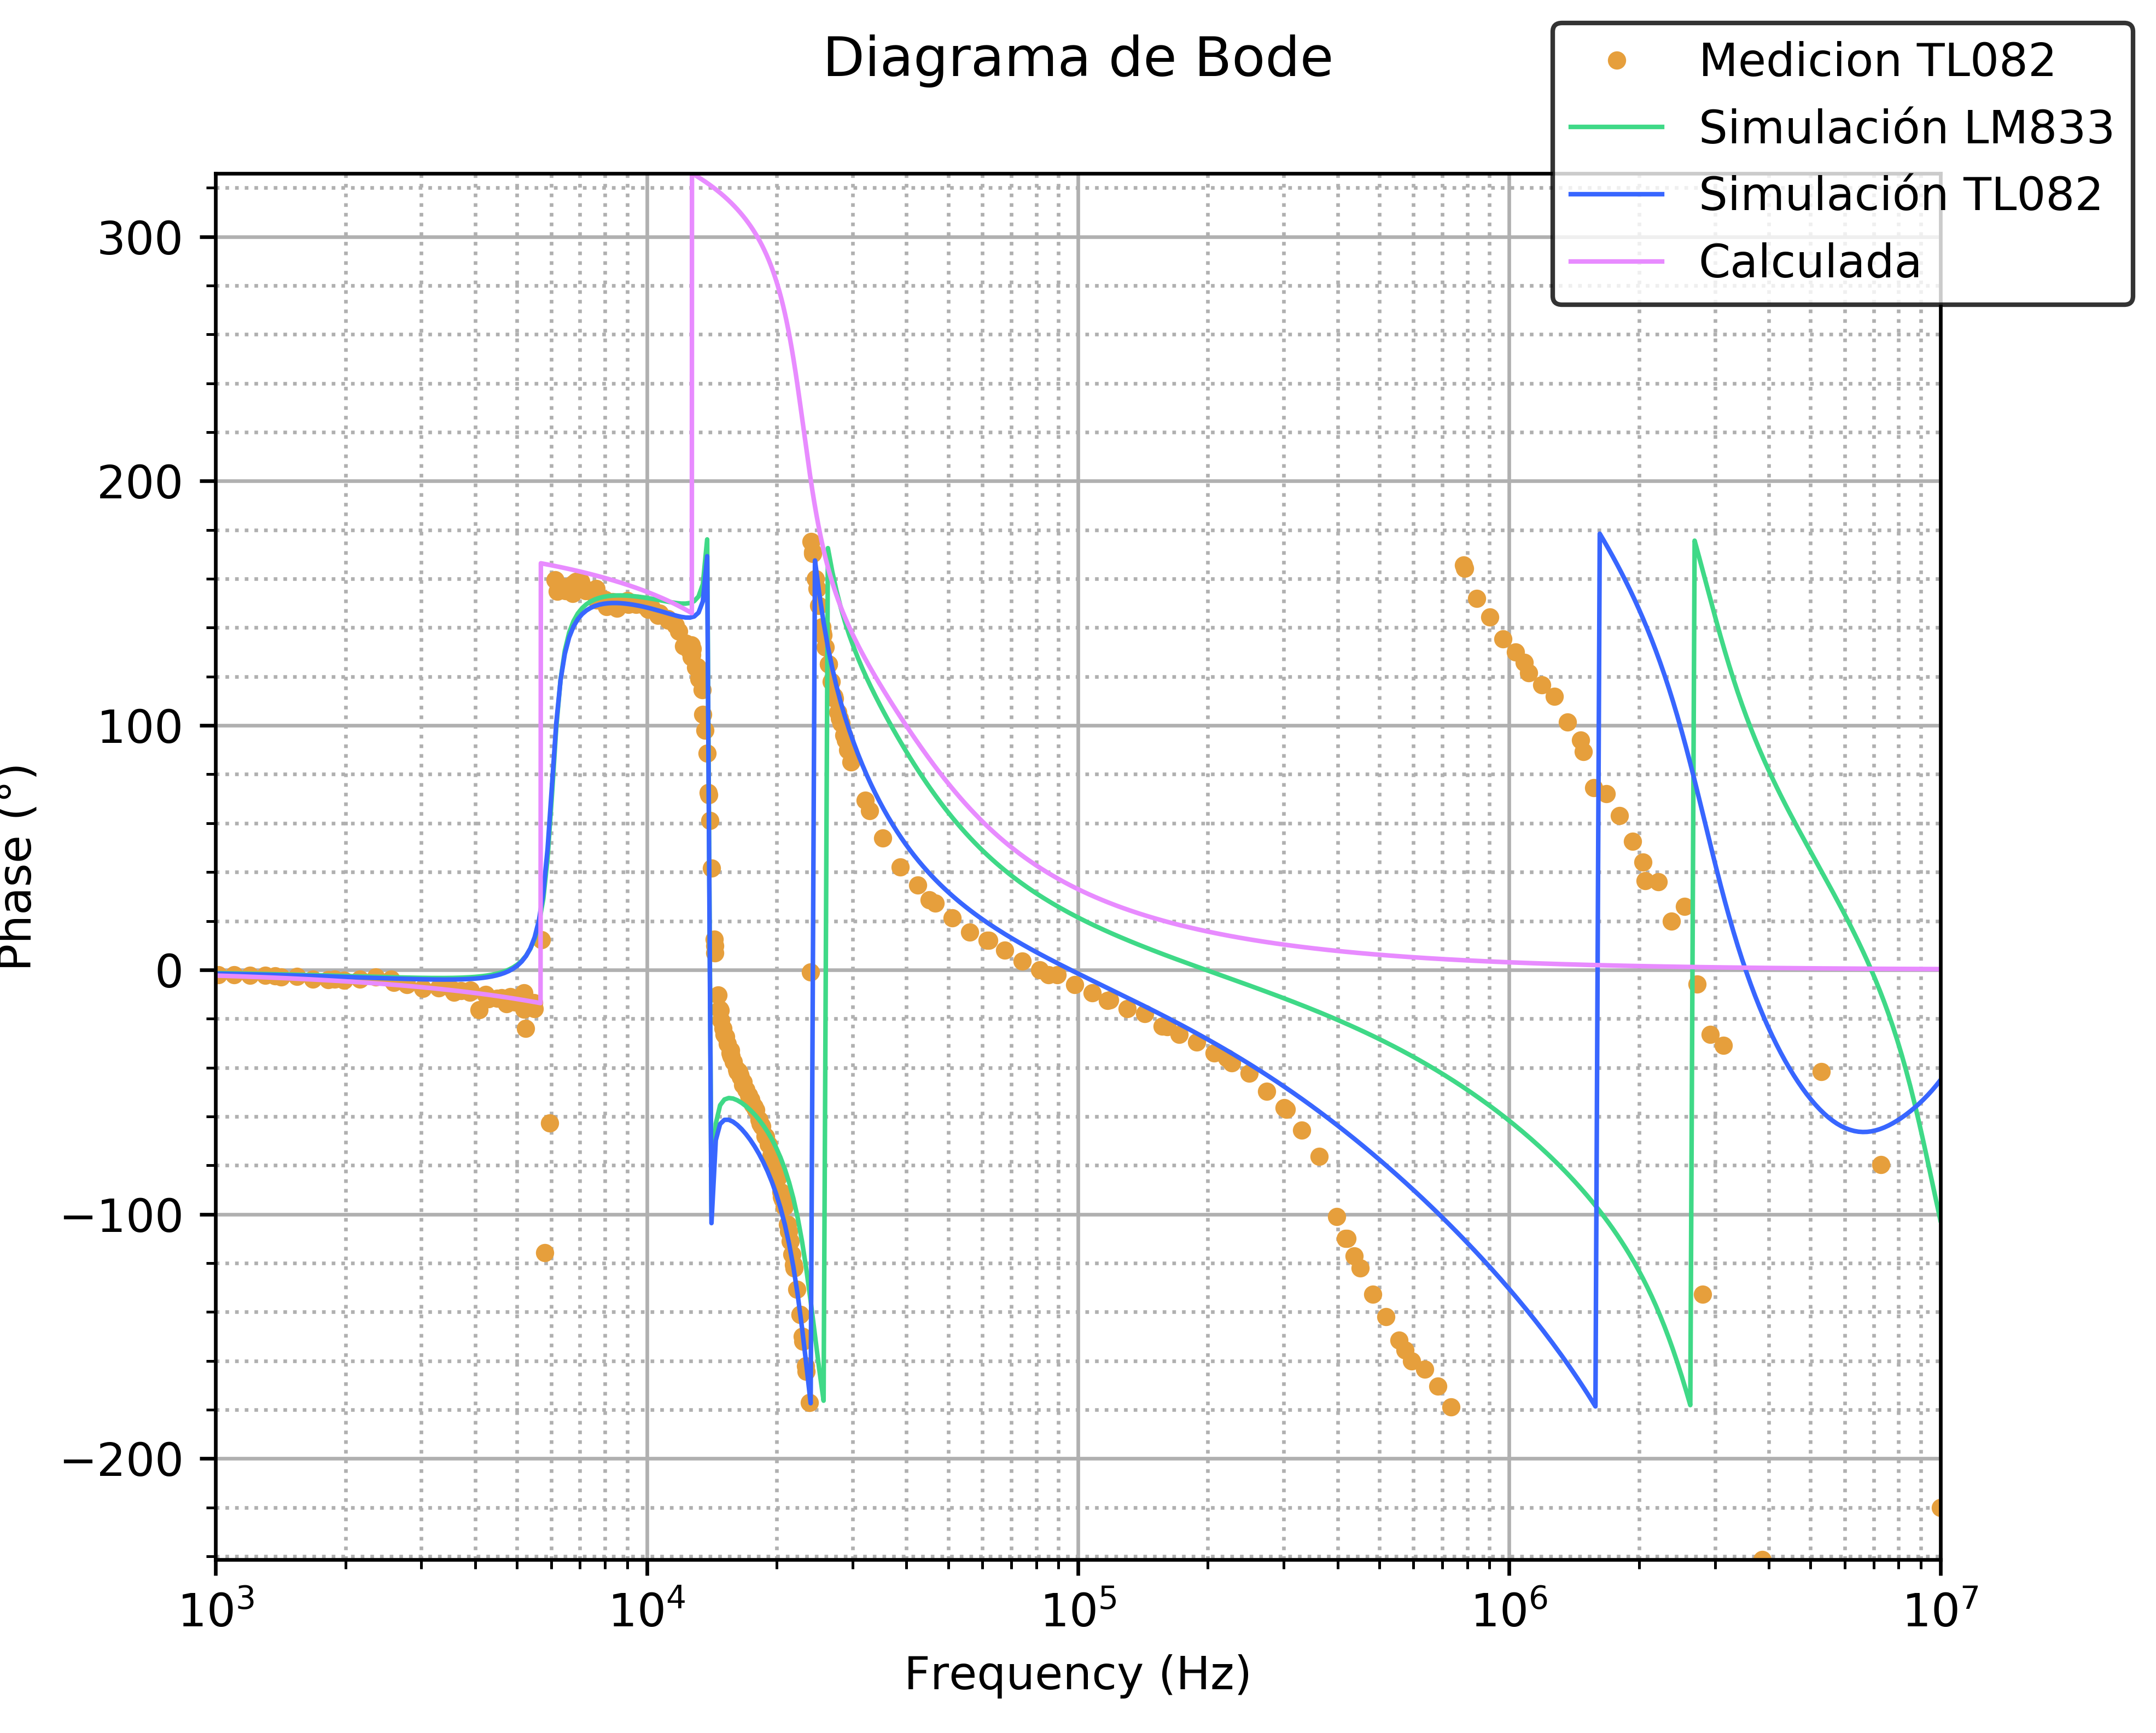 Diagrama de Bode
Medicion TL082
Simulación LM833
Simulación TL082
Calculada
Phase (°)
300
200
100
0
−100
−200
10³
10⁴
10⁵
10⁶
10⁷
Frequency (Hz)